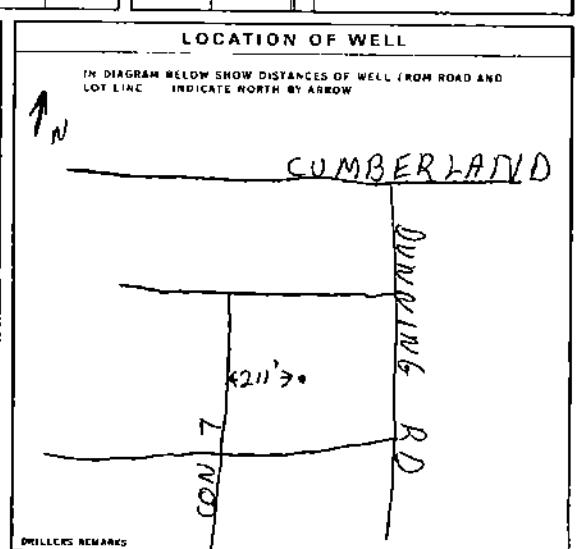 LOCATION OF WELL
IN DIAGRAM BELOW SHOW DISTANCES OF WELL FROM ROAD AND
LOT LINE INDICATE NORTH BY ARROW
N
CUMBERLAND
DUNNING RD
211'
CON 7
DRILLERS REMARKS